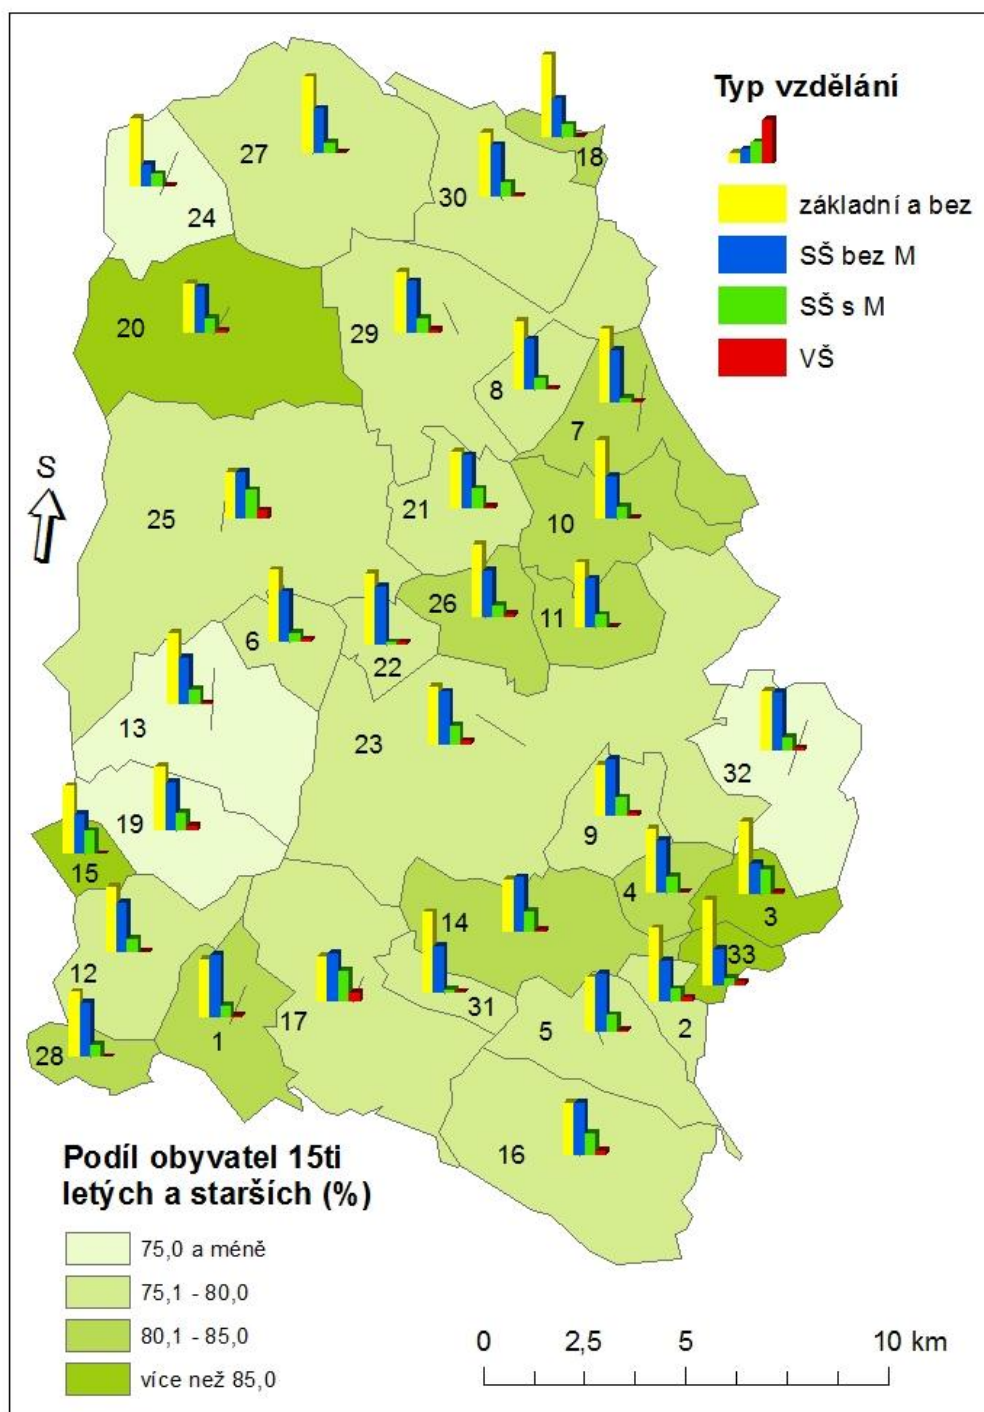 Typ vzdělání
základní a bez
SŠ bez M
SŠ s M
VŠ
18
27
30
24
20
29
8
7
S
25
21
10
26
11
6
22
13
23
32
19
9
15
4
3
14
33
12
31
17
5
2
28
1
16
Podíl obyvatel 15ti
letých a starších (%)
75,0 a méně
75,1 - 80,0
80,1 - 85,0
více než 85,0
0 2,5 5 10 km